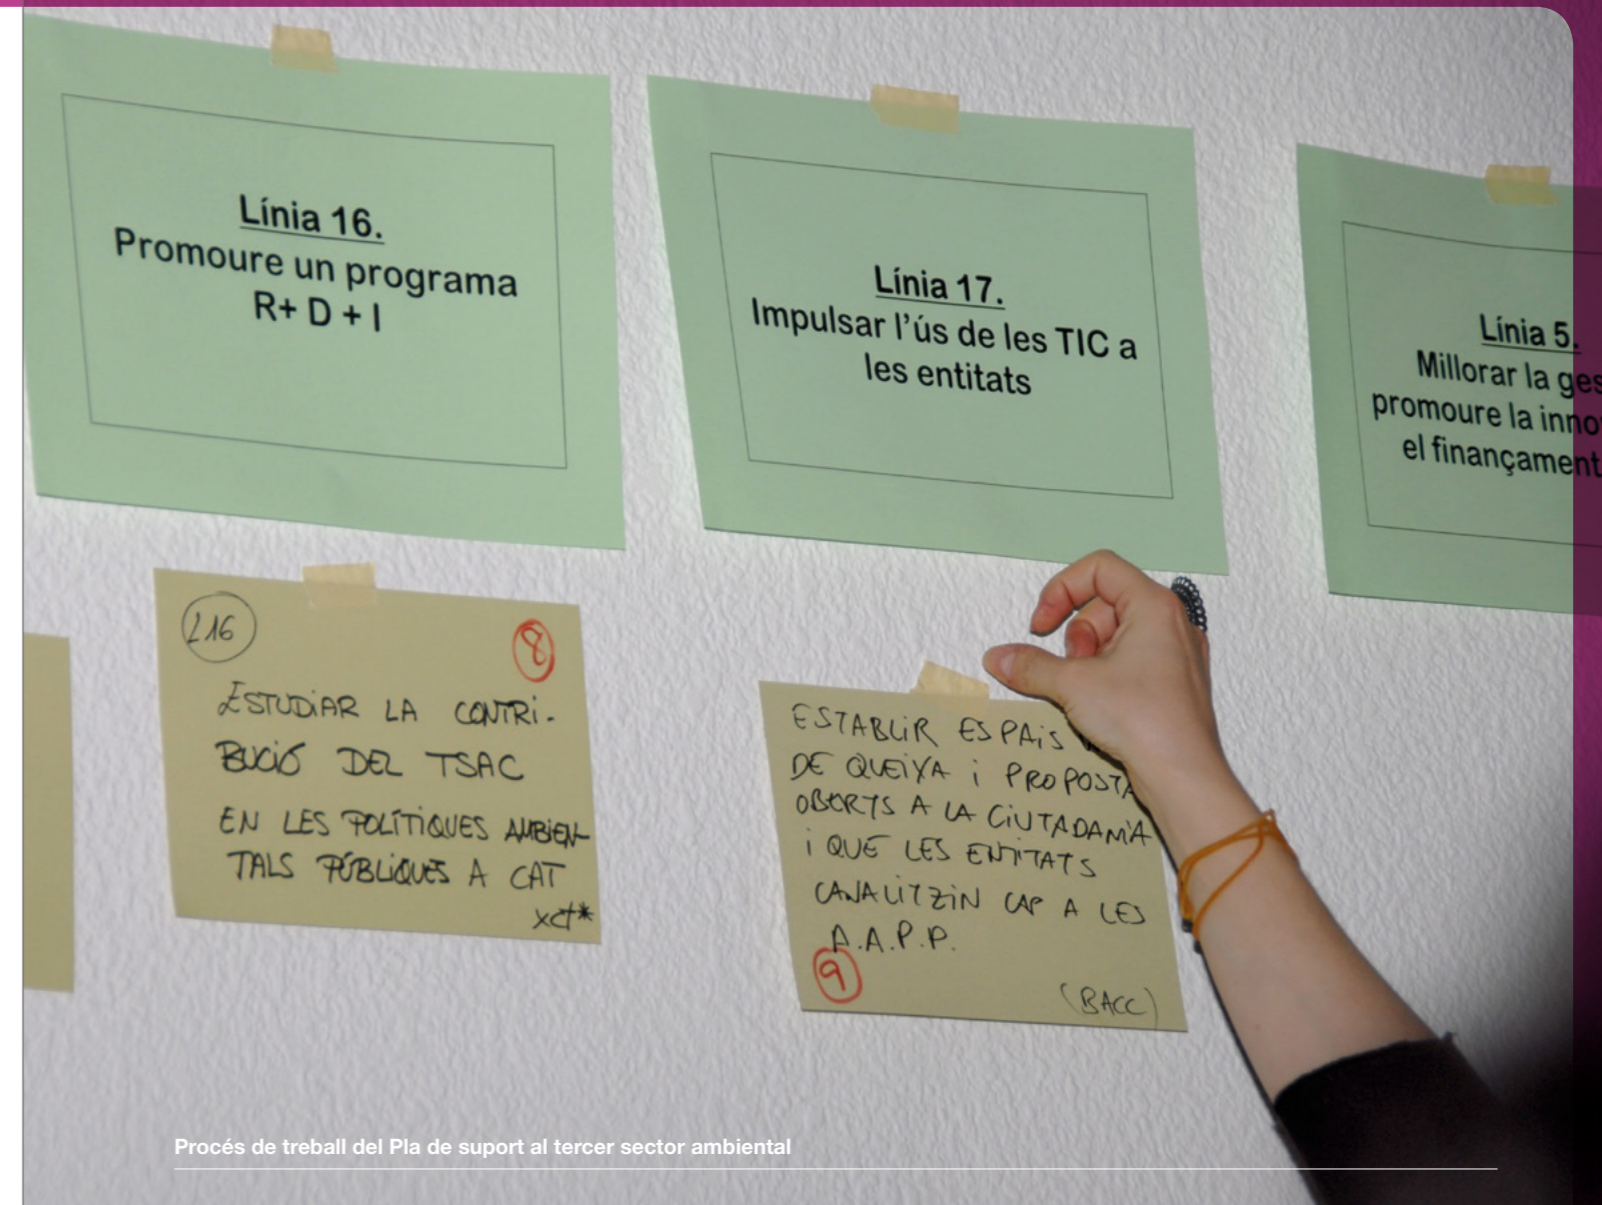 Línia 16.
Promoure un programa
R+ D + I
Línia 17.
Impulsar l'ús de les TIC a
les entitats
Línia 5.
Millorar la ges
promoure la inno
el finançament
L16
8
ESTUDIAR LA CONTRI-
BUCIÓ DEL TSAC
EN LES POLÍTIQUES AMBIEN-
TALS PÚBLIQUES A CAT
xct*
ESTABLIR ESPAIS
DE QUEIXA i PROPOSTA
OBERTS A LA CIUTADANIA
i QUE LES ENTITATS
CANALITZIN CAP A LES
A.A.P.P.
9
(BACC)
Procés de treball del Pla de suport al tercer sector ambiental